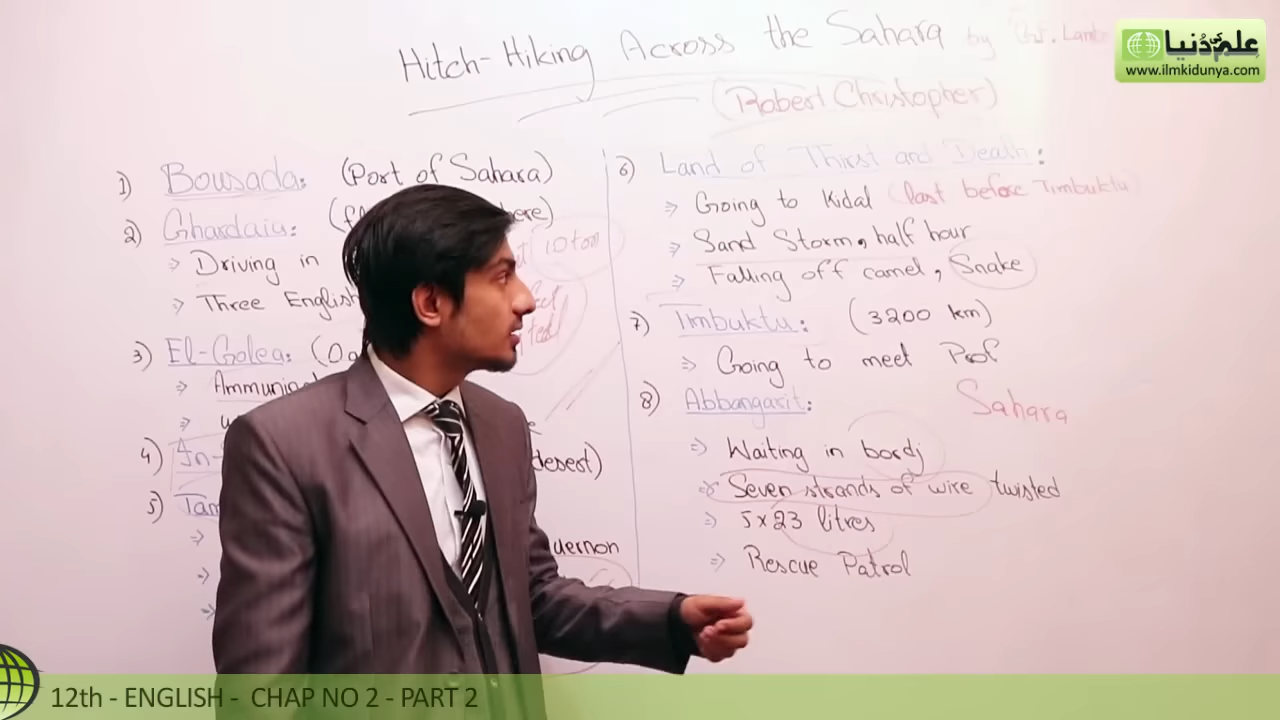 Hitch-Hiking Across the Sahara by
(Robert Christopher)
علم کی دُنیا
www.ilmkidunya.com
1) Bousada: (Port of Sahara)
2) Ghardaia:
⇒ Driving in
10 ton
⇒ Three English
3) El-Golea:
⇒ Ammunia
4) In-
desert)
5) Tam
uernon
6) Land of Thirst and Death:
⇒ Going to Kidal (last before Timbuktu)
⇒ Sand Storm, half hour
⇒ Falling off camel, Snake
7) Timbuktu: (3200 km)
⇒ Going to meet Prof
8) Abbangarit:
Sahara
⇒ Waiting in bordj
⇒ Seven strands of wire twisted
⇒ 5x23 litres
⇒ Rescue Patrol
12th - ENGLISH - CHAP NO 2 - PART 2